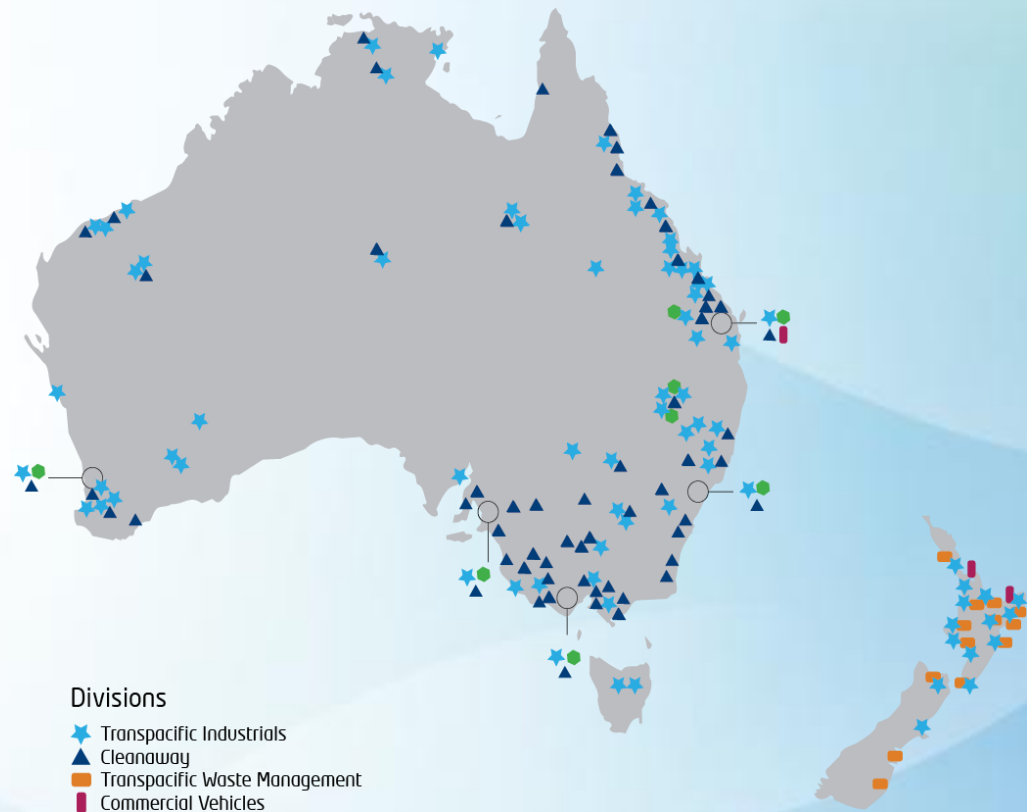 Divisions
Transpacific Industrials
Cleanaway
Transpacific Waste Management
Commercial Vehicles